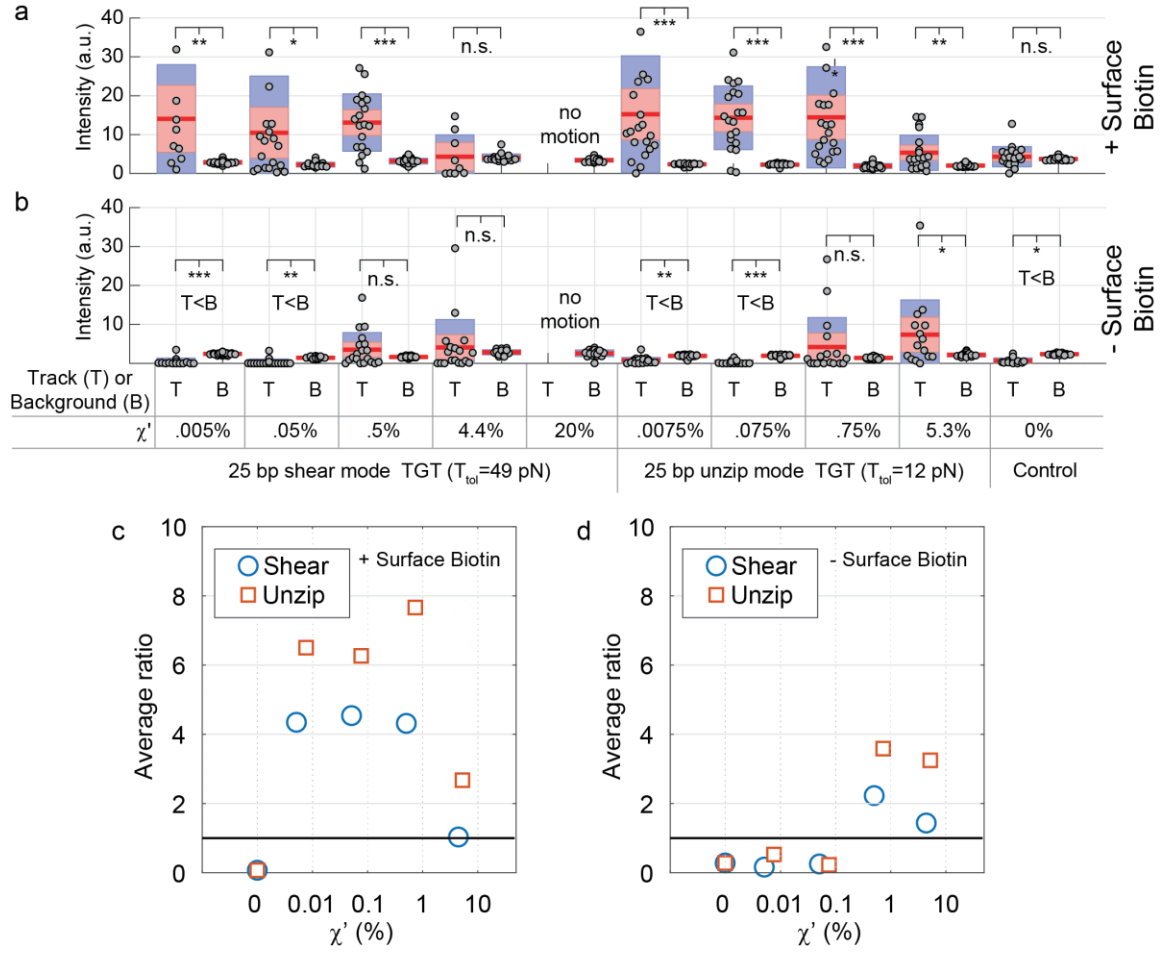 a
Intensity (a.u.)
40
30
20
10
0
** * *** n.s. no motion *** *** *** ** n.s.
*
+ Surface Biotin
b
Intensity (a.u.)
40
30
20
10
0
*** ** n.s. n.s. no motion ** *** n.s. * *
T<B T<B T<B T<B T<B
- Surface Biotin
Track (T) or Background (B) T B T B T B T B T B T B T B T B T B T B
χ' .005% .05% .5% 4.4% 20% .0075% .075% .75% 5.3% 0%
25 bp shear mode TGT (Ttol=49 pN) 25 bp unzip mode TGT (Ttol=12 pN) Control
c
Average ratio
10
8
6
4
2
0
Shear
Unzip
+ Surface Biotin
0 0.01 0.1 1 10
χ' (%)
d
Average ratio
10
8
6
4
2
0
Shear
Unzip
- Surface Biotin
0 0.01 0.1 1 10
χ' (%)